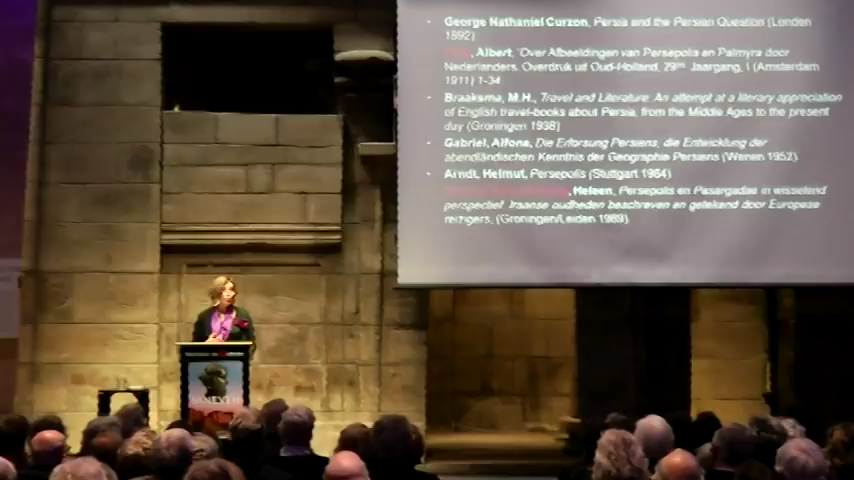 • George Nathaniel Curzon, Persia and the Persian Question (London
1892)
, Albert, 'Over Afbeeldingen van Persepolis en Palmyra door
Nederlanders. Overdruk uit Oud-Holland, 29ste Jaargang, I (Amsterdam
1911) 1-34
• Braaksma, M.H., Travel and Literature. An attempt at a literary appreciation
of English travel-books about Persia, from the Middle Ages to the present
day (Groningen 1938)
• Gabriel, Alfons, Die Erforsung Persiens, die Entwicklung der
abendländischen Kenntnis der Geographie Persiens (Wenen 1952)
• Arndt, Helmut, Persepolis (Stuttgart 1984)
, Heleen, Persepolis en Pasargadae in wisselend
perspectief. Iraanse oudheden beschreven en getekend door Europese
reizigers, (Groningen/Leiden 1989)